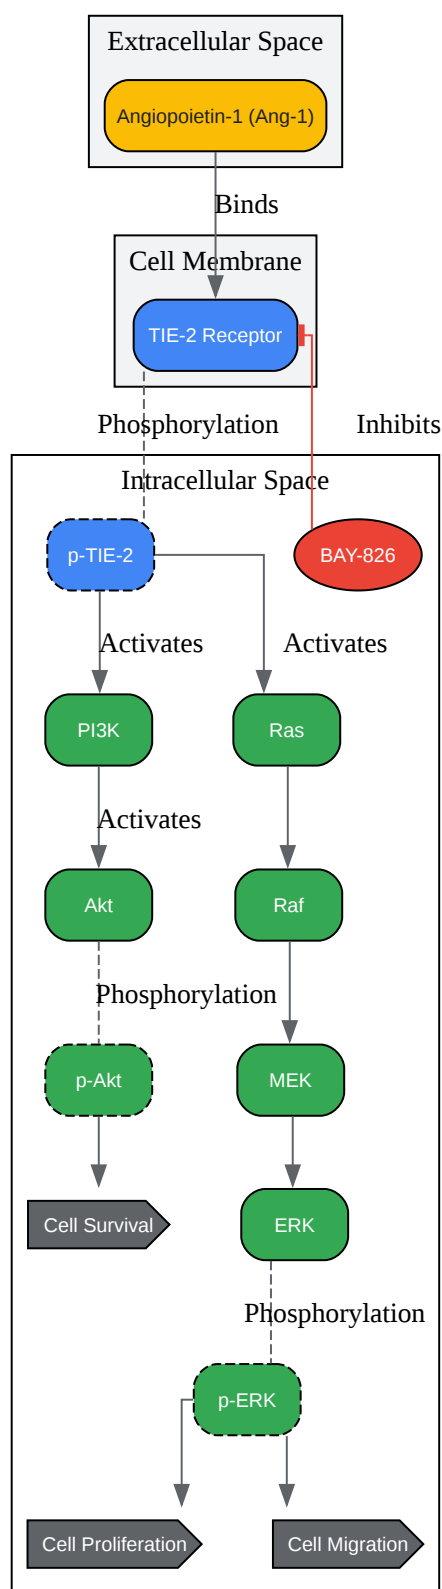 Extracellular Space
Angiopoietin-1 (Ang-1)
Binds
Cell Membrane
TIE-2 Receptor
Phosphorylation
Inhibits
Intracellular Space
p-TIE-2
BAY-826
Activates
Activates
PI3K
Ras
Activates
Akt
Raf
Phosphorylation
p-Akt
MEK
Cell Survival
ERK
Phosphorylation
p-ERK
Cell Proliferation
Cell Migration